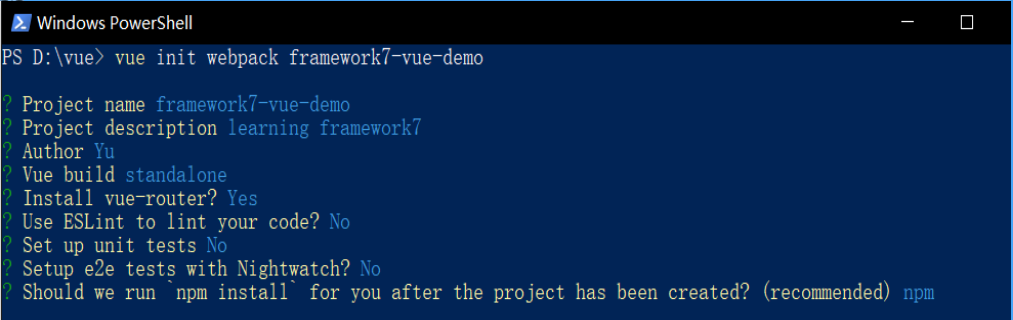 Windows PowerShell
PS D:\vue> vue init webpack framework7-vue-demo
? Project name framework7-vue-demo
? Project description learning framework7
? Author Yu
? Vue build standalone
? Install vue-router? Yes
? Use ESLint to lint your code? No
? Set up unit tests No
? Setup e2e tests with Nightwatch? No
? Should we run `npm install` for you after the project has been created? (recommended) npm